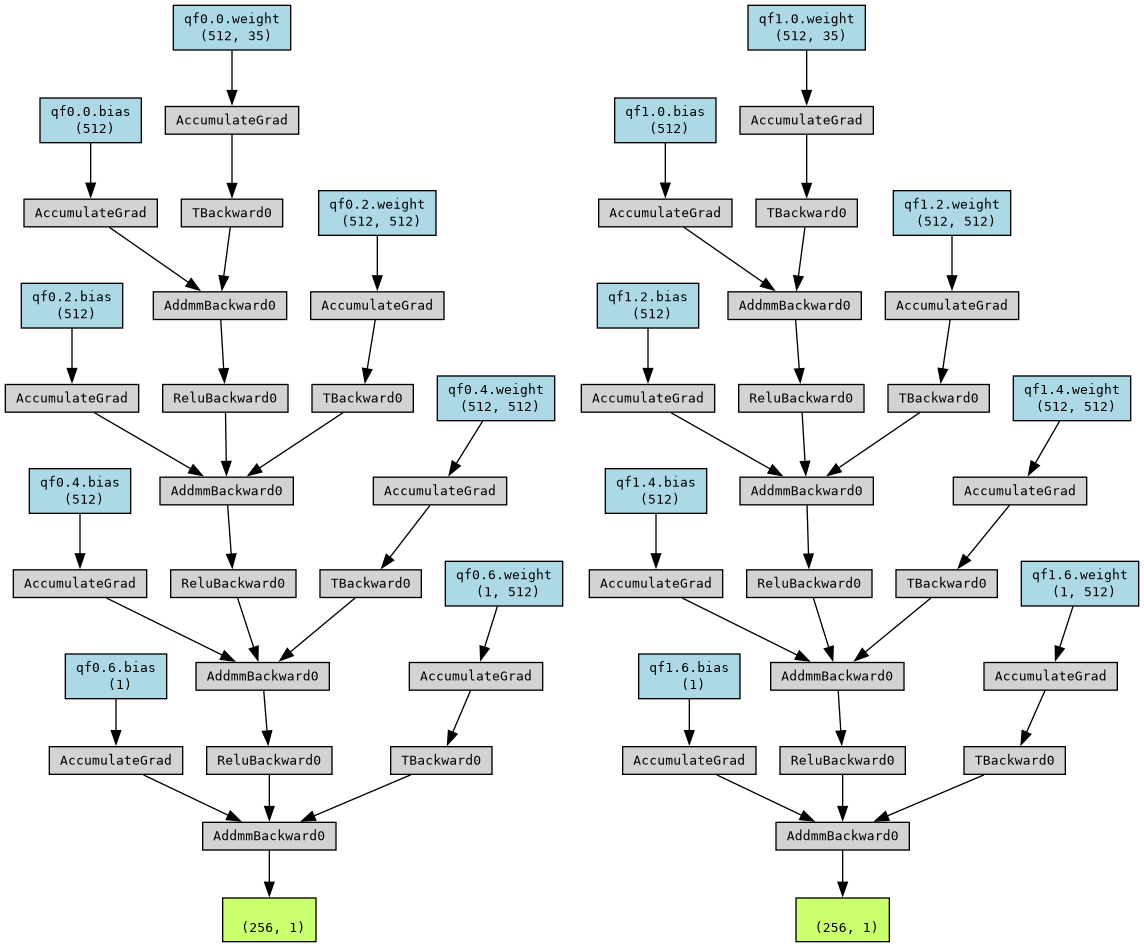 qf0.0.weight
(512, 35)
qf1.0.weight
(512, 35)
qf0.0.bias
(512)
AccumulateGrad
qf1.0.bias
(512)
AccumulateGrad
AccumulateGrad
TBackward0
qf0.2.weight
(512, 512)
AccumulateGrad
TBackward0
qf1.2.weight
(512, 512)
qf0.2.bias
(512)
AddmmBackward0
AccumulateGrad
qf1.2.bias
(512)
AddmmBackward0
AccumulateGrad
AccumulateGrad
ReluBackward0
TBackward0
qf0.4.weight
(512, 512)
AccumulateGrad
ReluBackward0
TBackward0
qf1.4.weight
(512, 512)
qf0.4.bias
(512)
AddmmBackward0
AccumulateGrad
qf1.4.bias
(512)
AddmmBackward0
AccumulateGrad
AccumulateGrad
ReluBackward0
TBackward0
qf0.6.weight
(1, 512)
AccumulateGrad
ReluBackward0
TBackward0
qf1.6.weight
(1, 512)
qf0.6.bias
(1)
AddmmBackward0
AccumulateGrad
qf1.6.bias
(1)
AddmmBackward0
AccumulateGrad
AccumulateGrad
ReluBackward0
TBackward0
AccumulateGrad
ReluBackward0
TBackward0
AddmmBackward0
AddmmBackward0
(256, 1)
(256, 1)